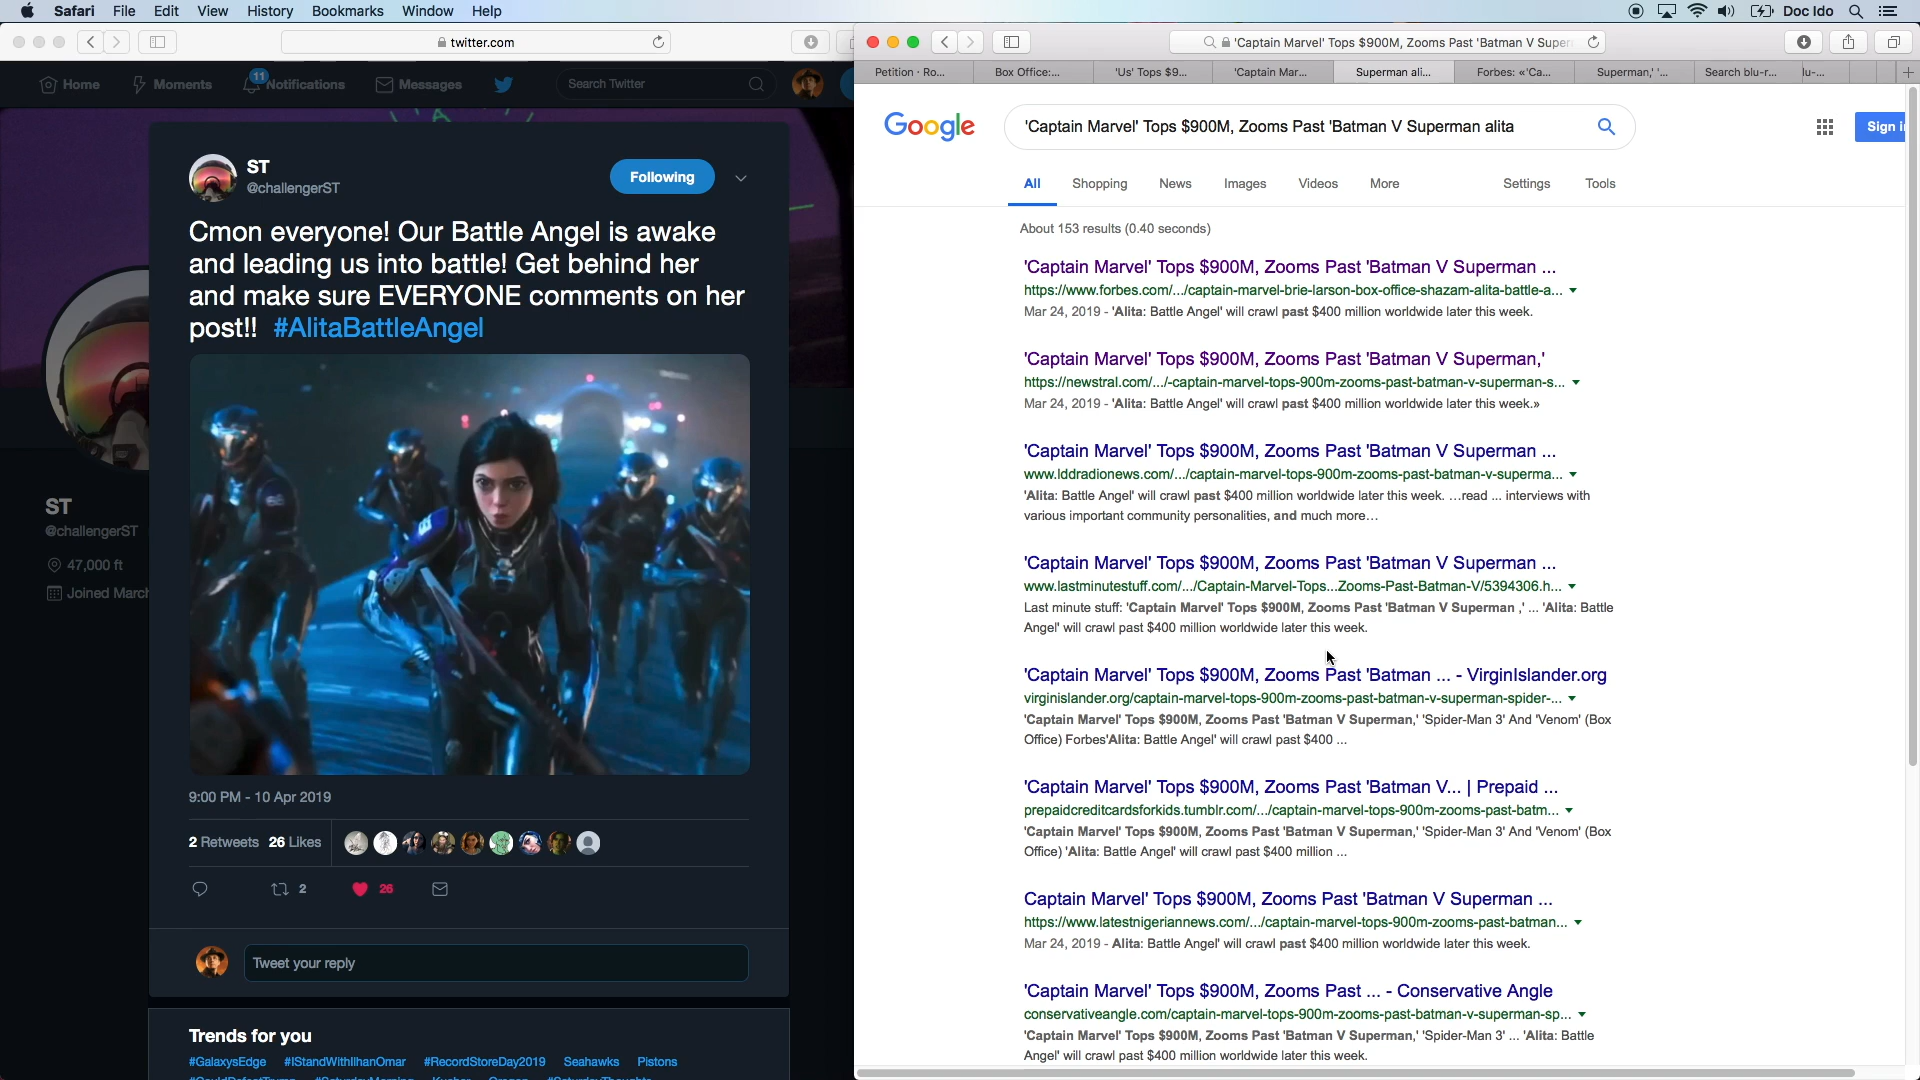 Safari File Edit View History Bookmarks Window Help
Doc Ido
twitter.com
Home Moments 11 Notifications Messages Search Twitter
ST
@challengerST
Following
Cmon everyone! Our Battle Angel is awake
and leading us into battle! Get behind her
and make sure EVERYONE comments on her
post!! #AlitaBattleAngel
ST
@challengerST
47,000 ft
Joined March
9:00 PM - 10 Apr 2019
2 Retweets 26 Likes
2 26
Tweet your reply
Trends for you
#GalaxysEdge #IStandWithIlhanOmar #RecordStoreDay2019 Seahawks Pistons
'Captain Marvel' Tops $900M, Zooms Past 'Batman V Super
Petition · Ro... Box Office:... 'Us' Tops $9... 'Captain Mar... Superman ali... Forbes: «'Ca... Superman,' '... Search blu-r... lu-...
Google
'Captain Marvel' Tops $900M, Zooms Past 'Batman V Superman alita
Sign i
All Shopping News Images Videos More Settings Tools
About 153 results (0.40 seconds)
'Captain Marvel' Tops $900M, Zooms Past 'Batman V Superman ...
https://www.forbes.com/.../captain-marvel-brie-larson-box-office-shazam-alita-battle-a...
Mar 24, 2019 - 'Alita: Battle Angel' will crawl past $400 million worldwide later this week.
'Captain Marvel' Tops $900M, Zooms Past 'Batman V Superman,'
https://newstral.com/.../-captain-marvel-tops-900m-zooms-past-batman-v-superman-s...
Mar 24, 2019 - 'Alita: Battle Angel' will crawl past $400 million worldwide later this week.»
'Captain Marvel' Tops $900M, Zooms Past 'Batman V Superman ...
www.lddradionews.com/.../captain-marvel-tops-900m-zooms-past-batman-v-superma...
'Alita: Battle Angel' will crawl past $400 million worldwide later this week. …read ... interviews with
various important community personalities, and much more…
'Captain Marvel' Tops $900M, Zooms Past 'Batman V Superman ...
www.lastminutestuff.com/.../Captain-Marvel-Tops...Zooms-Past-Batman-V/5394306.h...
Last minute stuff: 'Captain Marvel' Tops $900M, Zooms Past 'Batman V Superman ,' ... 'Alita: Battle
Angel' will crawl past $400 million worldwide later this week.
'Captain Marvel' Tops $900M, Zooms Past 'Batman ... - VirginIslander.org
virginislander.org/captain-marvel-tops-900m-zooms-past-batman-v-superman-spider-...
'Captain Marvel' Tops $900M, Zooms Past 'Batman V Superman,' 'Spider-Man 3' And 'Venom' (Box
Office) Forbes'Alita: Battle Angel' will crawl past $400 ...
'Captain Marvel' Tops $900M, Zooms Past 'Batman V... | Prepaid ...
prepaidcreditcardsforkids.tumblr.com/.../captain-marvel-tops-900m-zooms-past-batm...
'Captain Marvel' Tops $900M, Zooms Past 'Batman V Superman,' 'Spider-Man 3' And 'Venom' (Box
Office) 'Alita: Battle Angel' will crawl past $400 million ...
Captain Marvel' Tops $900M, Zooms Past 'Batman V Superman ...
https://www.latestnigeriannews.com/.../captain-marvel-tops-900m-zooms-past-batman...
Mar 24, 2019 - Alita: Battle Angel' will crawl past $400 million worldwide later this week.
'Captain Marvel' Tops $900M, Zooms Past ... - Conservative Angle
conservativeangle.com/captain-marvel-tops-900m-zooms-past-batman-v-superman-sp...
'Captain Marvel' Tops $900M, Zooms Past 'Batman V Superman,' 'Spider-Man 3' ... 'Alita: Battle
Angel' will crawl past $400 million worldwide later this week.